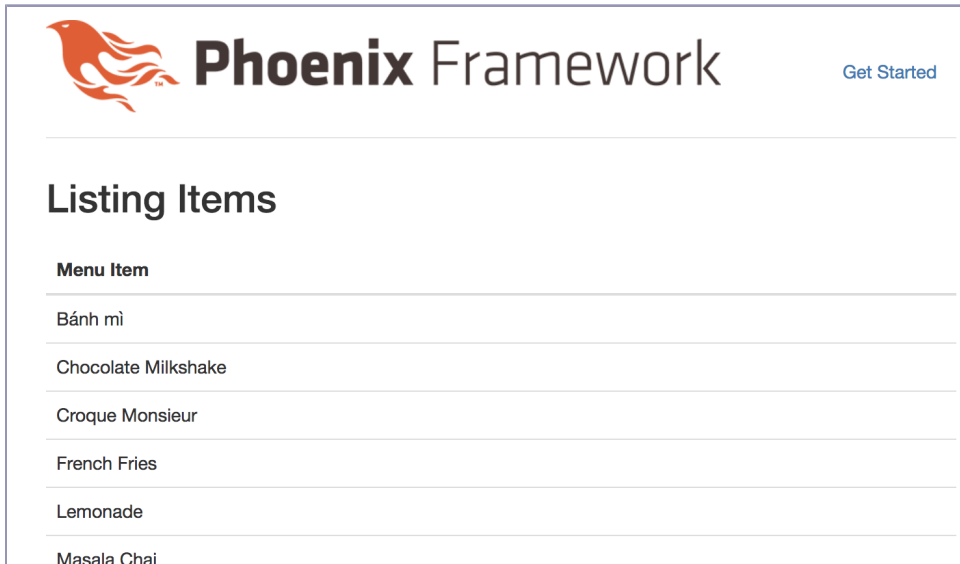 Phoenix Framework
TM
Get Started
Listing Items
Menu Item
Bánh mì
Chocolate Milkshake
Croque Monsieur
French Fries
Lemonade
Masala Chai